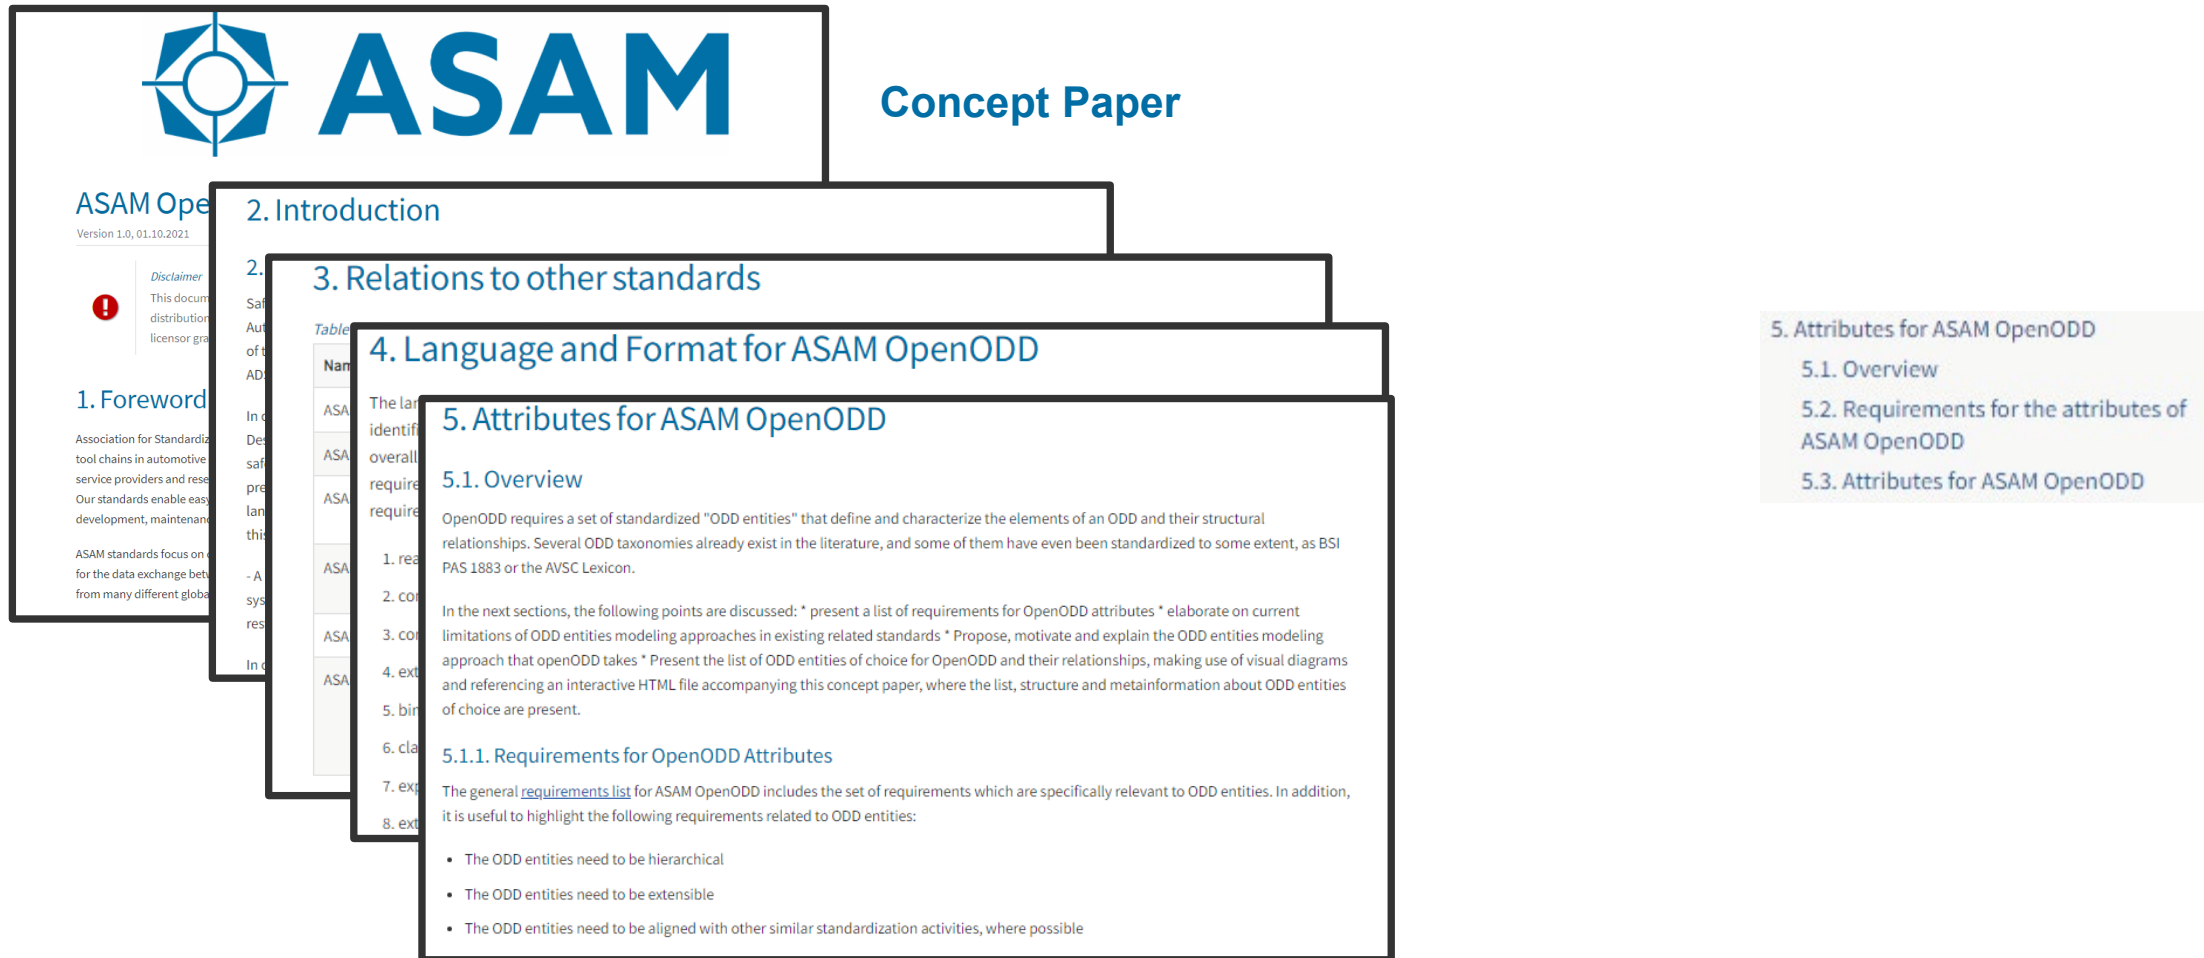 ASAM
Concept Paper
ASAM Ope
Version 1.0, 01.10.2021
Disclaimer
This docum
distribution
licensor gra
1. Foreword
Association for Standardiz
tool chains in automotive
service providers and rese
Our standards enable easy
development, maintenanc
ASAM standards focus on
for the data exchange betw
from many different globa
2. Introduction
2.
Saf
Aut
of t
AD
In
Des
saf
pre
lan
this
- A
sys
res
In
3. Relations to other standards
Table
Nam
ASA
ASA
ASA
ASA
ASA
ASA
4. Language and Format for ASAM OpenODD
The lan
identifi
overall
require
require
1. rea
2. con
3. con
4. ext
5. bin
6. cla
7. exp
8. ext
5. Attributes for ASAM OpenODD
5.1. Overview
OpenODD requires a set of standardized "ODD entities" that define and characterize the elements of an ODD and their structural
relationships. Several ODD taxonomies already exist in the literature, and some of them have even been standardized to some extent, as BSI
PAS 1883 or the AVSC Lexicon.
In the next sections, the following points are discussed: * present a list of requirements for OpenODD attributes * elaborate on current
limitations of ODD entities modeling approaches in existing related standards * Propose, motivate and explain the ODD entities modeling
approach that openODD takes * Present the list of ODD entities of choice for OpenODD and their relationships, making use of visual diagrams
and referencing an interactive HTML file accompanying this concept paper, where the list, structure and metainformation about ODD entities
of choice are present.
5.1.1. Requirements for OpenODD Attributes
The general requirements list for ASAM OpenODD includes the set of requirements which are specifically relevant to ODD entities. In addition,
it is useful to highlight the following requirements related to ODD entities:
• The ODD entities need to be hierarchical
• The ODD entities need to be extensible
• The ODD entities need to be aligned with other similar standardization activities, where possible
5. Attributes for ASAM OpenODD
5.1. Overview
5.2. Requirements for the attributes of
ASAM OpenODD
5.3. Attributes for ASAM OpenODD